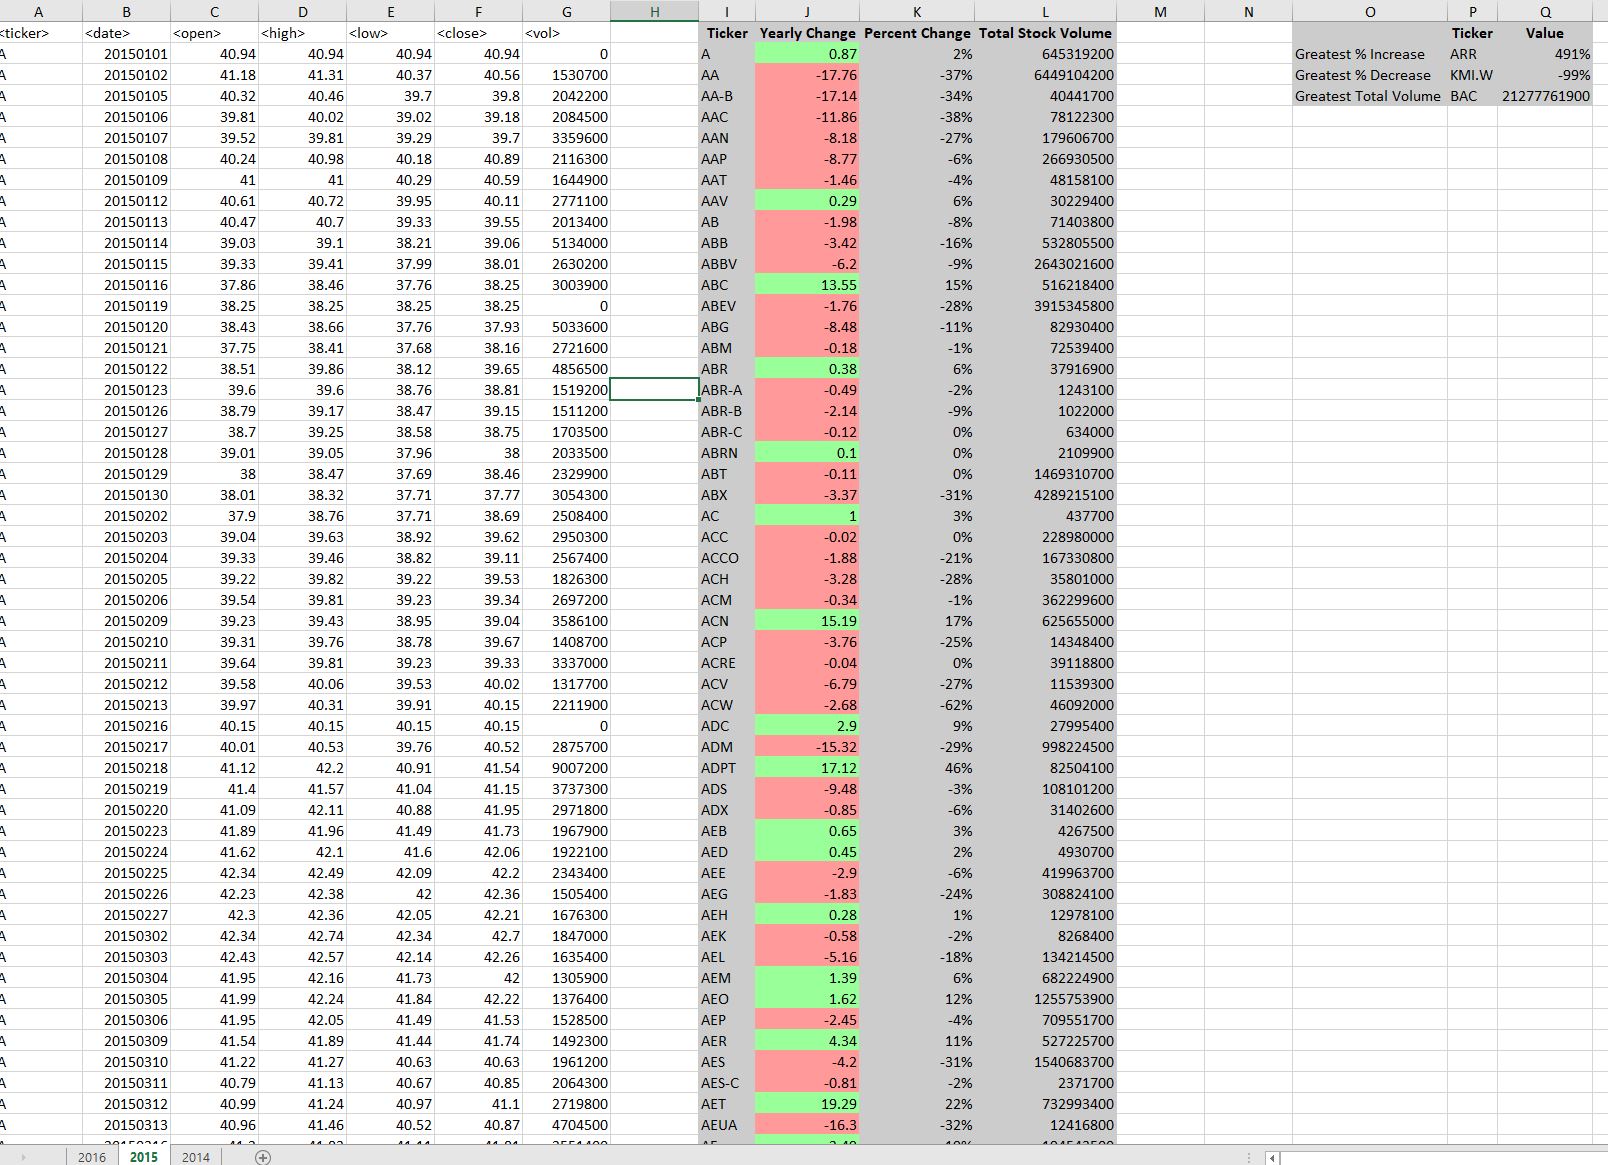 A B C D E F G H I J K L M N O P Q
<ticker> <date> <open> <high> <low> <close> <vol> Ticker Yearly Change Percent Change Total Stock Volume Ticker Value
A 20150101 40.94 40.94 40.94 40.94 0 A 0.87 2% 645319200 Greatest % Increase ARR 491%
A 20150102 41.18 41.31 40.37 40.56 1530700 AA -17.76 -37% 6449104200 Greatest % Decrease KMI.W -99%
A 20150105 40.32 40.46 39.7 39.8 2042200 AA-B -17.14 -34% 40441700 Greatest Total Volume BAC 21277761900
A 20150106 39.81 40.02 39.02 39.18 2084500 AAC -11.86 -38% 78122300
A 20150107 39.52 39.81 39.29 39.7 3359600 AAN -8.18 -27% 179606700
A 20150108 40.24 40.98 40.18 40.89 2116300 AAP -8.77 -6% 266930500
A 20150109 41 41 40.29 40.59 1644900 AAT -1.46 -4% 48158100
A 20150112 40.61 40.72 39.95 40.11 2771100 AAV 0.29 6% 30229400
A 20150113 40.47 40.7 39.33 39.55 2013400 AB -1.98 -8% 71403800
A 20150114 39.03 39.1 38.21 39.06 5134000 ABB -3.42 -16% 532805500
A 20150115 39.33 39.41 37.99 38.01 2630200 ABBV -6.2 -9% 2643021600
A 20150116 37.86 38.46 37.76 38.25 3003900 ABC 13.55 15% 516218400
A 20150119 38.25 38.25 38.25 38.25 0 ABEV -1.76 -28% 3915345800
A 20150120 38.43 38.66 37.76 37.93 5033600 ABG -8.48 -11% 82930400
A 20150121 37.75 38.41 37.68 38.16 2721600 ABM -0.18 -1% 72539400
A 20150122 38.51 39.86 38.12 39.65 4856500 ABR 0.38 6% 37916900
A 20150123 39.6 39.6 38.76 38.81 1519200 ABR-A -0.49 -2% 1243100
A 20150126 38.79 39.17 38.47 39.15 1511200 ABR-B -2.14 -9% 1022000
A 20150127 38.7 39.25 38.58 38.75 1703500 ABR-C -0.12 0% 634000
A 20150128 39.01 39.05 37.96 38 2033500 ABRN 0.1 0% 2109900
A 20150129 38 38.47 37.69 38.46 2329900 ABT -0.11 0% 1469310700
A 20150130 38.01 38.32 37.71 37.77 3054300 ABX -3.37 -31% 4289215100
A 20150202 37.9 38.76 37.71 38.69 2508400 AC 1 3% 437700
A 20150203 39.04 39.63 38.92 39.62 2950300 ACC -0.02 0% 228980000
A 20150204 39.33 39.46 38.82 39.11 2567400 ACCO -1.88 -21% 167330800
A 20150205 39.22 39.82 39.22 39.53 1826300 ACH -3.28 -28% 35801000
A 20150206 39.54 39.81 39.23 39.34 2697200 ACM -0.34 -1% 362299600
A 20150209 39.23 39.43 38.95 39.04 3586100 ACN 15.19 17% 625655000
A 20150210 39.31 39.76 38.78 39.67 1408700 ACP -3.76 -25% 14348400
A 20150211 39.64 39.81 39.23 39.33 3337000 ACRE -0.04 0% 39118800
A 20150212 39.58 40.06 39.53 40.02 1317700 ACV -6.79 -27% 11539300
A 20150213 39.97 40.31 39.91 40.15 2211900 ACW -2.68 -62% 46092000
A 20150216 40.15 40.15 40.15 40.15 0 ADC 2.9 9% 27995400
A 20150217 40.01 40.53 39.76 40.52 2875700 ADM -15.32 -29% 998224500
A 20150218 41.12 42.2 40.91 41.54 9007200 ADPT 17.12 46% 82504100
A 20150219 41.4 41.57 41.04 41.15 3737300 ADS -9.48 -3% 108101200
A 20150220 41.09 42.11 40.88 41.95 2971800 ADX -0.85 -6% 31402600
A 20150223 41.89 41.96 41.49 41.73 1967900 AEB 0.65 3% 4267500
A 20150224 41.62 42.1 41.6 42.06 1922100 AED 0.45 2% 4930700
A 20150225 42.34 42.49 42.09 42.2 2343400 AEE -2.9 -6% 419963700
A 20150226 42.23 42.38 42 42.36 1505400 AEG -1.83 -24% 308824100
A 20150227 42.3 42.36 42.05 42.21 1676300 AEH 0.28 1% 12978100
A 20150302 42.34 42.74 42.34 42.7 1847000 AEK -0.58 -2% 8268400
A 20150303 42.43 42.57 42.14 42.26 1635400 AEL -5.16 -18% 134214500
A 20150304 41.95 42.16 41.73 42 1305900 AEM 1.39 6% 682224900
A 20150305 41.99 42.24 41.84 42.22 1376400 AEO 1.62 12% 1255753900
A 20150306 41.95 42.05 41.49 41.53 1528500 AEP -2.45 -4% 709551700
A 20150309 41.54 41.89 41.44 41.74 1492300 AER 4.34 11% 527225700
A 20150310 41.22 41.27 40.63 40.63 1961200 AES -4.2 -31% 1540683700
A 20150311 40.79 41.13 40.67 40.85 2064300 AES-C -0.81 -2% 2371700
A 20150312 40.99 41.24 40.97 41.1 2719800 AET 19.29 22% 732993400
A 20150313 40.96 41.46 40.52 40.87 4704500 AEUA -16.3 -32% 12416800
2016 2015 2014